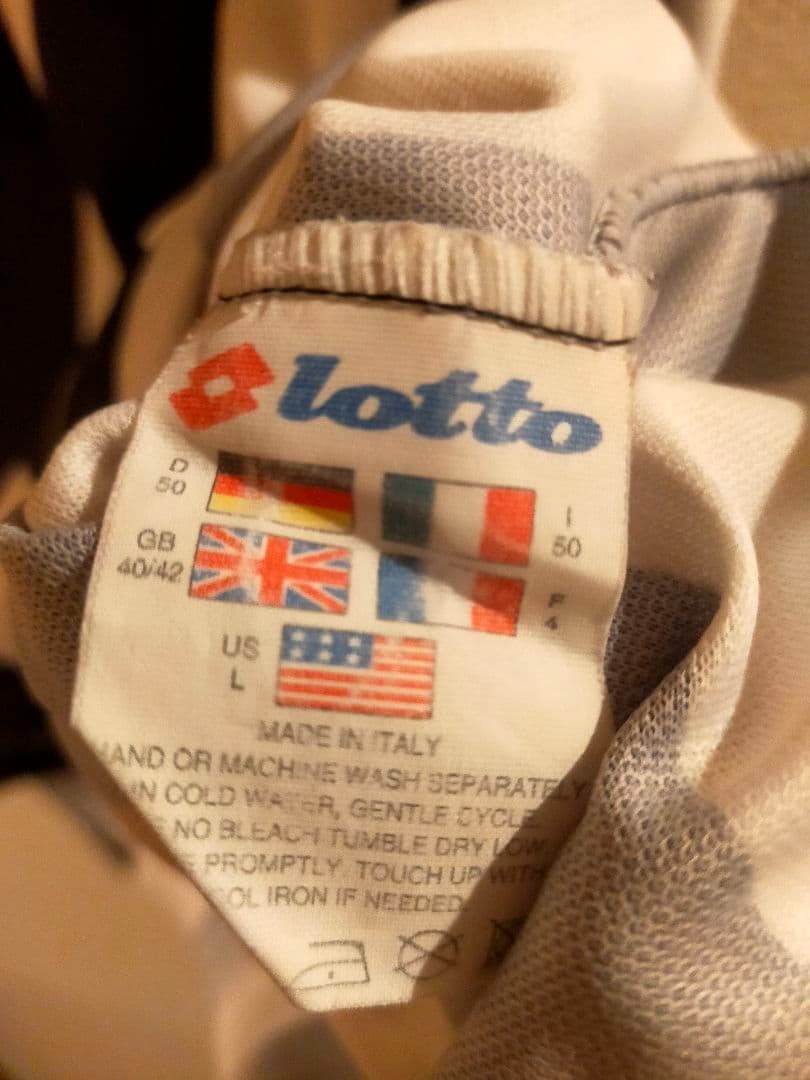 lotto
D
50
I
50
GB
40/42
F
4
US
L
MADE IN ITALY
HAND OR MACHINE WASH SEPARATELY
IN COLD WATER, GENTLE CYCLE
NO BLEACH TUMBLE DRY LOW
PROMPTLY TOUCH UP WITH
OL IRON IF NEEDED